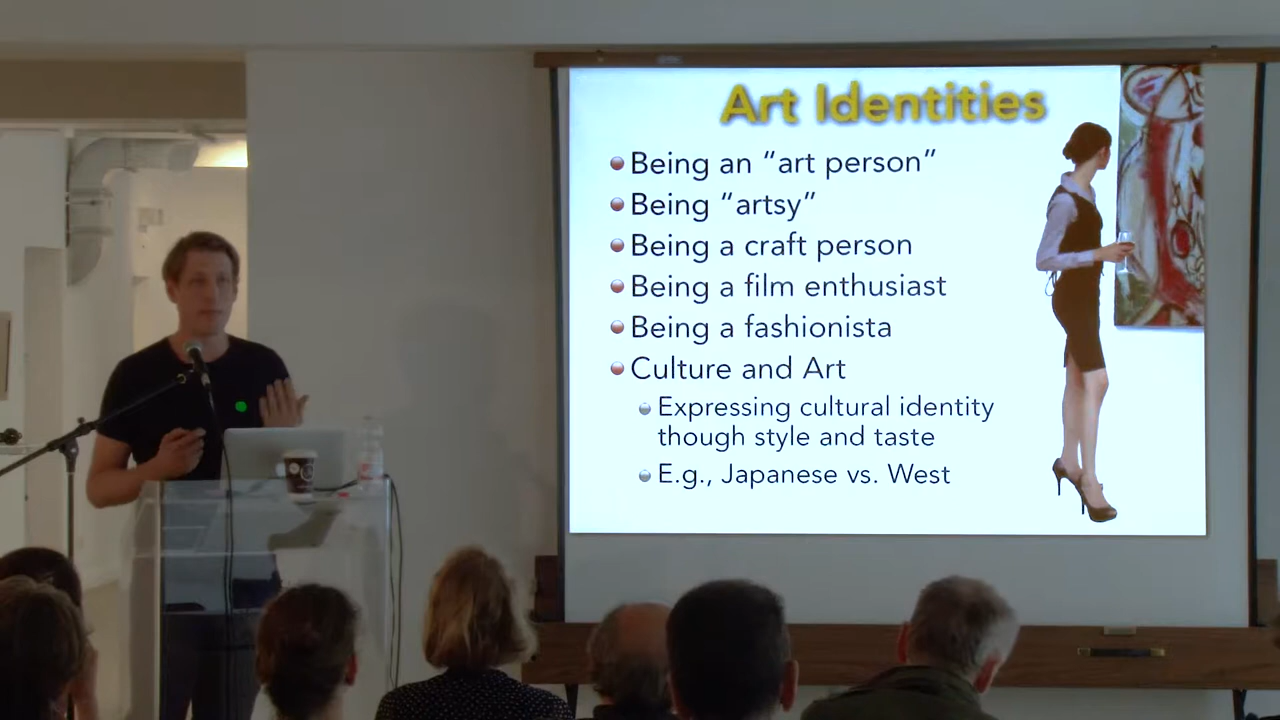 Art Identities
Being an “art person”
Being “artsy”
Being a craft person
Being a film enthusiast
Being a fashionista
Culture and Art
Expressing cultural identity
though style and taste
E.g., Japanese vs. West